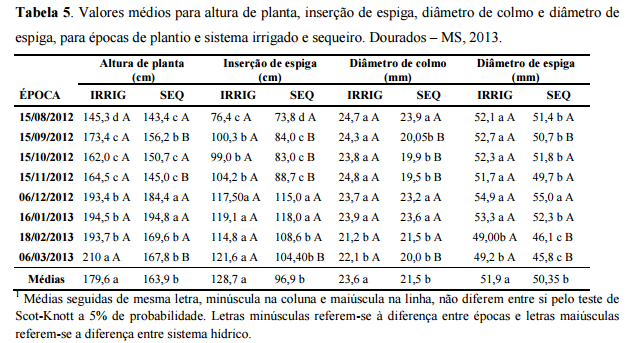 Tabela 5. Valores médios para altura de planta, inserção de espiga, diâmetro de colmo e diâmetro de
espiga, para épocas de plantio e sistema irrigado e sequeiro. Dourados – MS, 2013.
Altura de planta (cm) Inserção de espiga (cm) Diâmetro de colmo (mm) Diâmetro de espiga (mm)
ÉPOCA IRRIG SEQ IRRIG SEQ IRRIG SEQ IRRIG SEQ
15/08/2012 145,3 d A 143,4 c A 76,4 c A 73,8 d A 24,7 a A 23,9 a A 52,1 a A 51,4 b A
15/09/2012 173,4 c A 156,2 b B 100,3 b A 84,0 c B 24,3 a A 20,05b B 52,7 a A 50,7 b B
15/10/2012 162,0 c A 150,7 c A 99,0 b A 83,0 c B 23,8 a A 19,9 b B 52,3 a A 51,8 b A
15/11/2012 164,5 c A 145,0 c B 104,2 b A 88,7 c B 24,8 a A 19,5 b B 51,7 a A 49,7 b A
06/12/2012 193,4 b A 184,4 a A 117,50a A 115,0 a A 23,7 a A 23,2 a A 54,9 a A 55,0 a A
16/01/2013 194,5 b A 194,8 a A 119,1 a A 118,0 a A 23,9 a A 23,6 a A 53,3 a A 52,3 b A
18/02/2013 193,7 b A 169,6 b A 114,8 a A 108,6 b A 21,2 b A 21,5 b A 49,00b A 46,1 c B
06/03/2013 210 a A 167,8 b B 121,6 a A 104,40b B 22,1 b A 20,0 b B 49,2 b A 45,8 c B
Médias 179,6 a 163,9 b 128,7 a 96,9 b 23,6 a 21,5 b 51,9 a 50,35 b
1 Médias seguidas de mesma letra, minúscula na coluna e maiúscula na linha, não diferem entre si pelo teste de
Scot-Knott a 5% de probabilidade. Letras minúsculas referem-se à diferença entre épocas e letras maiúsculas
referem-se a diferença entre sistema hídrico.